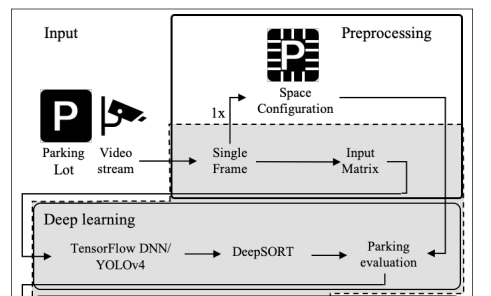 Input
Preprocessing
P
P
1x
Space
Configuration
Parking
Lot
Video
stream
Single
Frame
Input
Matrix
Deep learning
TensorFlow DNN/
YOLOv4
DeepSORT
Parking
evaluation